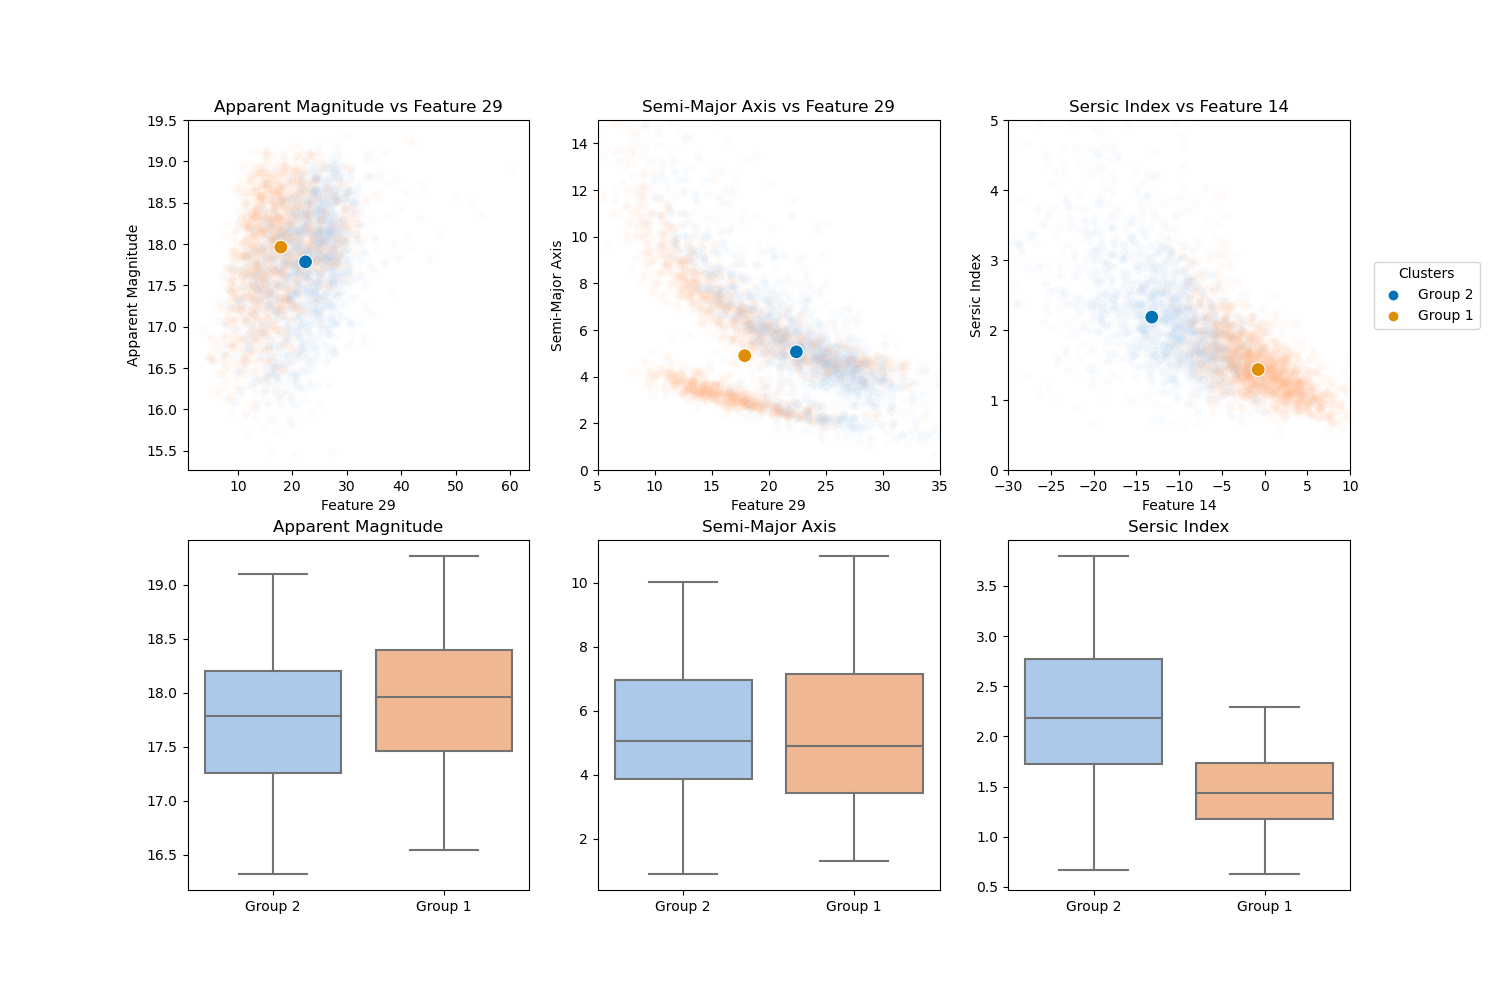 Apparent Magnitude vs Feature 29
Semi-Major Axis vs Feature 29
Sersic Index vs Feature 14
Apparent Magnitude
19.5
19.0
18.5
18.0
17.5
17.0
16.5
16.0
15.5
10 20 30 40 50 60
Feature 29
Semi-Major Axis
14
12
10
8
6
4
2
0
5 10 15 20 25 30 35
Feature 29
Sersic Index
5
4
3
2
1
0
−30 −25 −20 −15 −10 −5 0 5 10
Feature 14
Clusters
Group 2
Group 1
Apparent Magnitude
19.0
18.5
18.0
17.5
17.0
16.5
Group 2 Group 1
Semi-Major Axis
10
8
6
4
2
Group 2 Group 1
Sersic Index
3.5
3.0
2.5
2.0
1.5
1.0
0.5
Group 2 Group 1